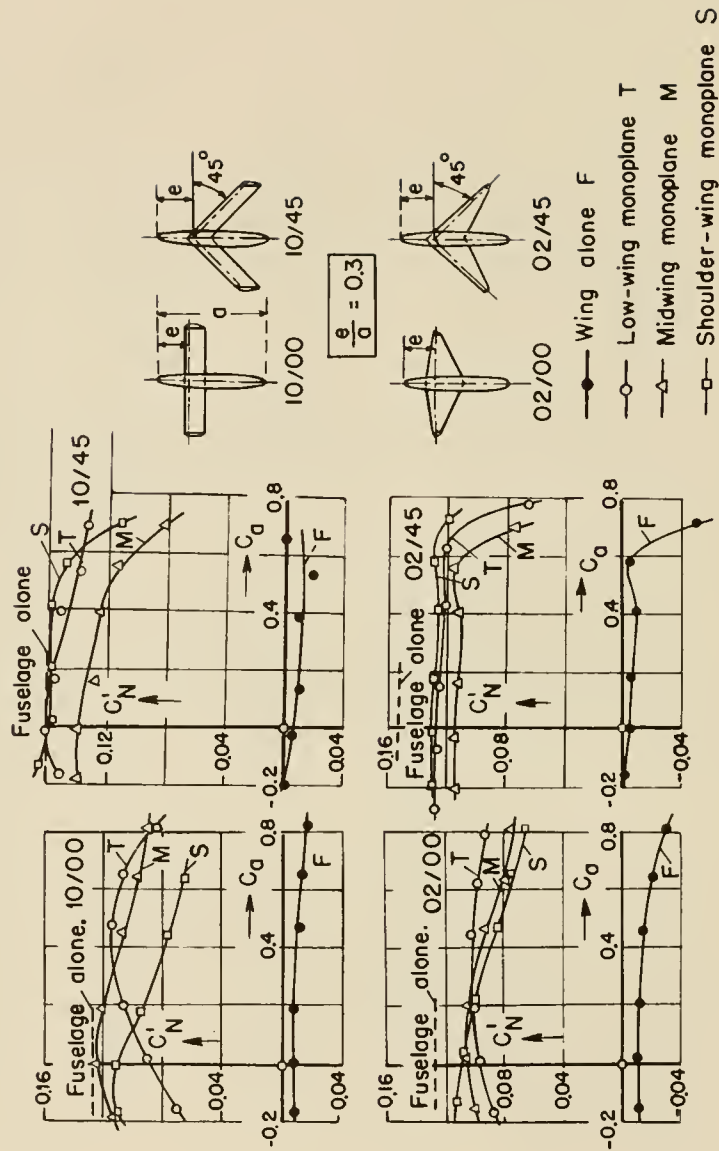 0.16
Fuselage alone. 10/00
T
M
S
C'N
0.04
Ca
-0.2
0.4
0.8
F
0.04
Fuselage alone
S
T
10/45
M
0.12
C'N
0.04
Ca
-0.2
0.4
0.8
F
0.04
Fuselage alone. 02/00
T
M
S
C'N
0.08
Ca
-0.2
0.4
0.8
F
-0.04
0.16
Fuselage alone 02/45
S
T
M
C'N
0.08
Ca
-0.2
0.4
0.8
F
-0.04
e
a
10/00
e
45°
10/45
e/a = 0.3
e
02/00
e
45°
02/45
Wing alone F
Low-wing monoplane T
Midwing monoplane M
Shoulder-wing monoplane S